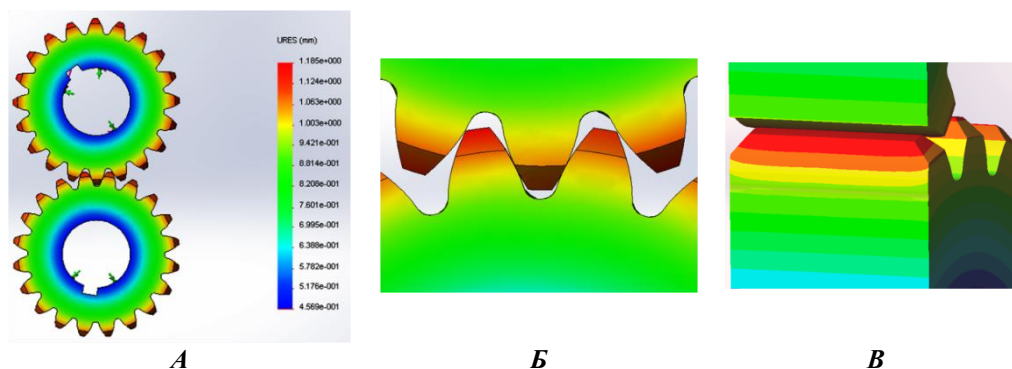 URES (mm)
1.185e+000
1.124e+000
1.063e+000
1.003e+000
9.421e-001
8.814e-001
8.208e-001
7.601e-001
6.995e-001
6.388e-001
5.782e-001
5.176e-001
4.569e-001
А Б В